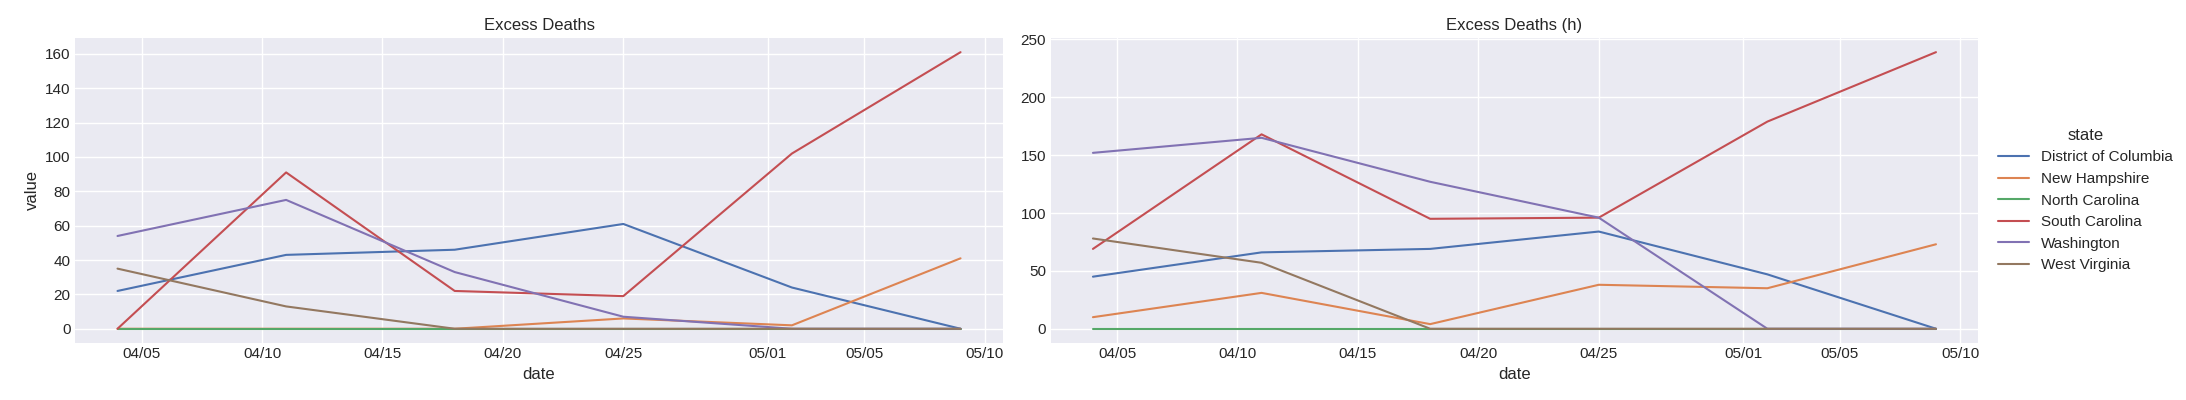 Excess Deaths
value
160
140
120
100
80
60
40
20
0
04/05 04/10 04/15 04/20 04/25 05/01 05/05 05/10
date
Excess Deaths (h)
250
200
150
100
50
0
04/05 04/10 04/15 04/20 04/25 05/01 05/05 05/10
date
state
District of Columbia
New Hampshire
North Carolina
South Carolina
Washington
West Virginia